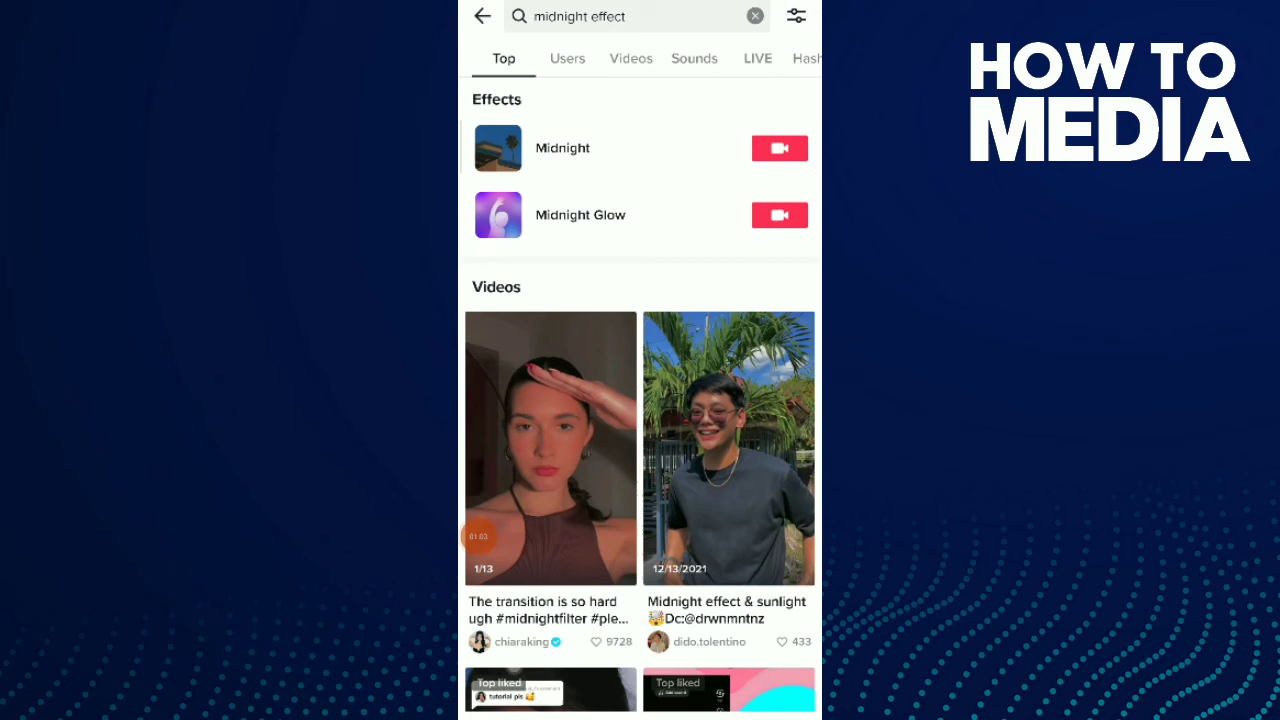 midnight effect
HOW TO
MEDIA
Top
Users
Videos
Sounds
LIVE
Hash
Effects
Midnight
Midnight Glow
Videos
01:03
1/13
12/13/2021
The transition is so hard
ugh #midnightfilter #ple...
chiaraking
9728
Midnight effect & sunlight
🤯Dc:@drwnmntnz
dido.tolentino
433
Top liked
tutorial pls 🥰
Top liked